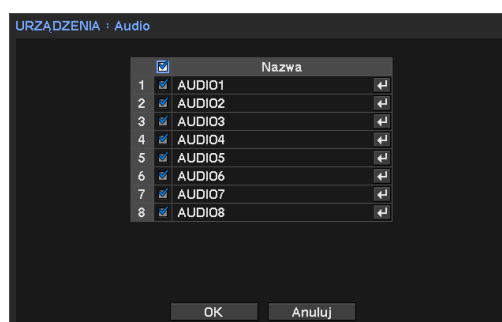 URZĄDZENIA : Audio
Nazwa
1 AUDIO1
2 AUDIO2
3 AUDIO3
4 AUDIO4
5 AUDIO5
6 AUDIO6
7 AUDIO7
8 AUDIO8
OK Anuluj